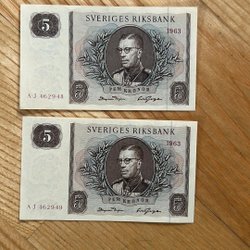 SVERIGES RIKSBANK
5
1963
FEM KRONOR
AJ 462948
5
SVERIGES RIKSBANK
5
1963
FEM KRONOR
AJ 462949
5